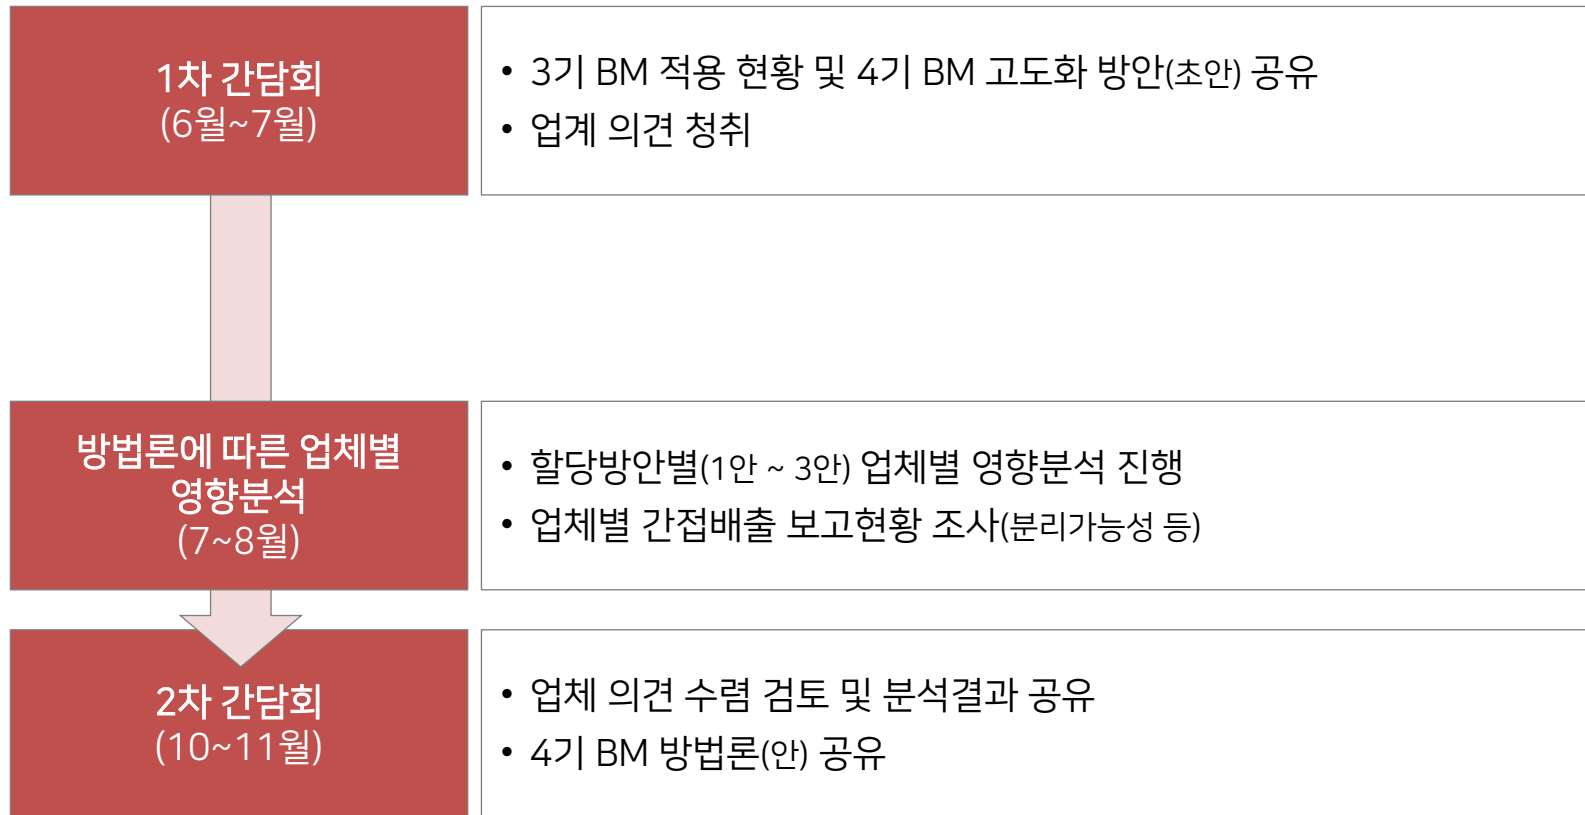 1차 간담회
(6월~7월)
• 3기 BM 적용 현황 및 4기 BM 고도화 방안(초안) 공유
• 업계 의견 청취
방법론에 따른 업체별
영향분석
(7~8월)
• 할당방안별(1안 ~ 3안) 업체별 영향분석 진행
• 업체별 간접배출 보고현황 조사(분리가능성 등)
2차 간담회
(10~11월)
• 업체 의견 수렴 검토 및 분석결과 공유
• 4기 BM 방법론(안) 공유